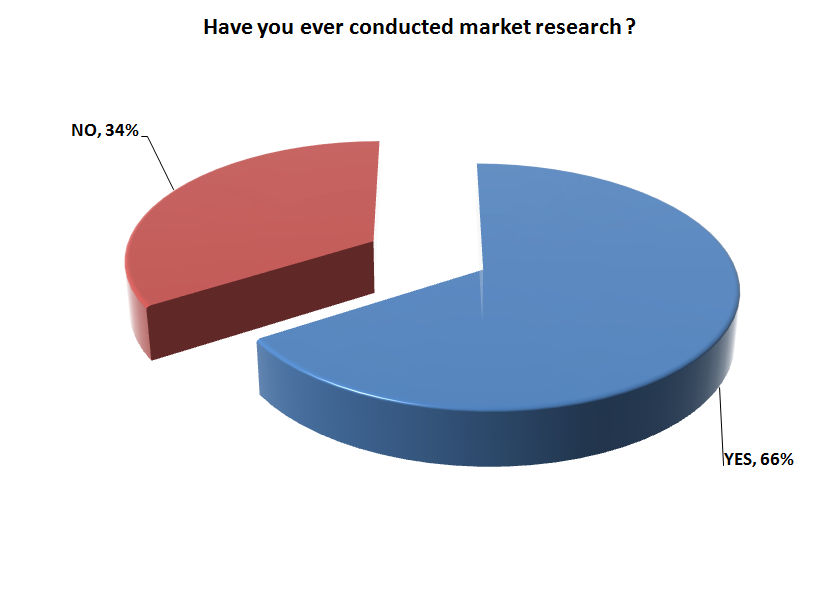 Have you ever conducted market research ?
NO, 34%
YES, 66%